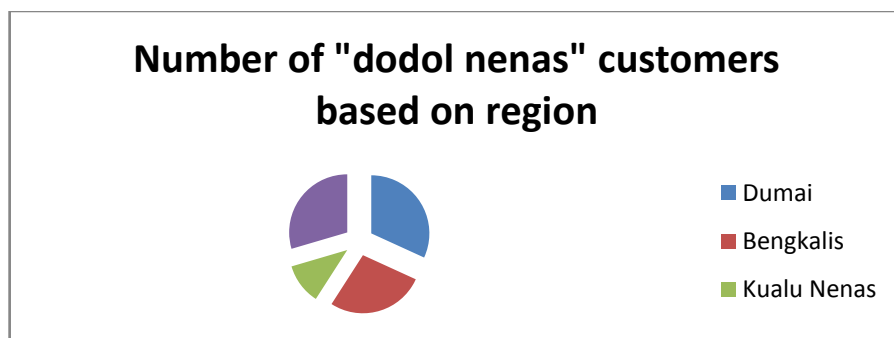 Number of "dodol nenas" customers
based on region
Dumai
Bengkalis
Kualu Nenas